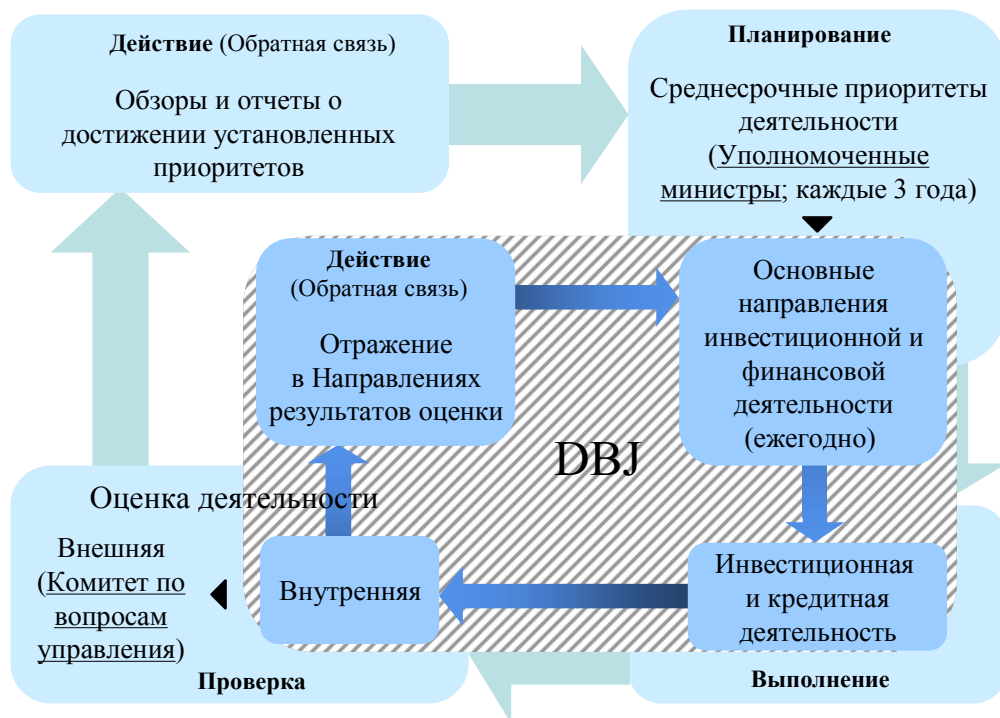 Действие (Обратная связь)
Обзоры и отчеты о
достижении установленных
приоритетов
Планирование
Среднесрочные приоритеты
деятельности
(Уполномоченные
министры; каждые 3 года)
Действие
(Обратная связь)
Отражение
в Направлениях
результатов оценки
Основные
направления
инвестиционной и
финансовой
деятельности
(ежегодно)
DBJ
Оценка деятельности
Внешняя
(Комитет по
вопросам
управления)
Внутренняя
Инвестиционная
и кредитная
деятельность
Проверка
Выполнение